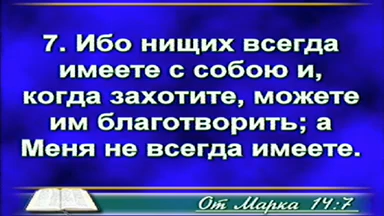 7. Ибо нищих всегда
имеете с собою и,
когда захотите, можете
им благотворить; а
Меня не всегда имеете.
От Марка 14:7